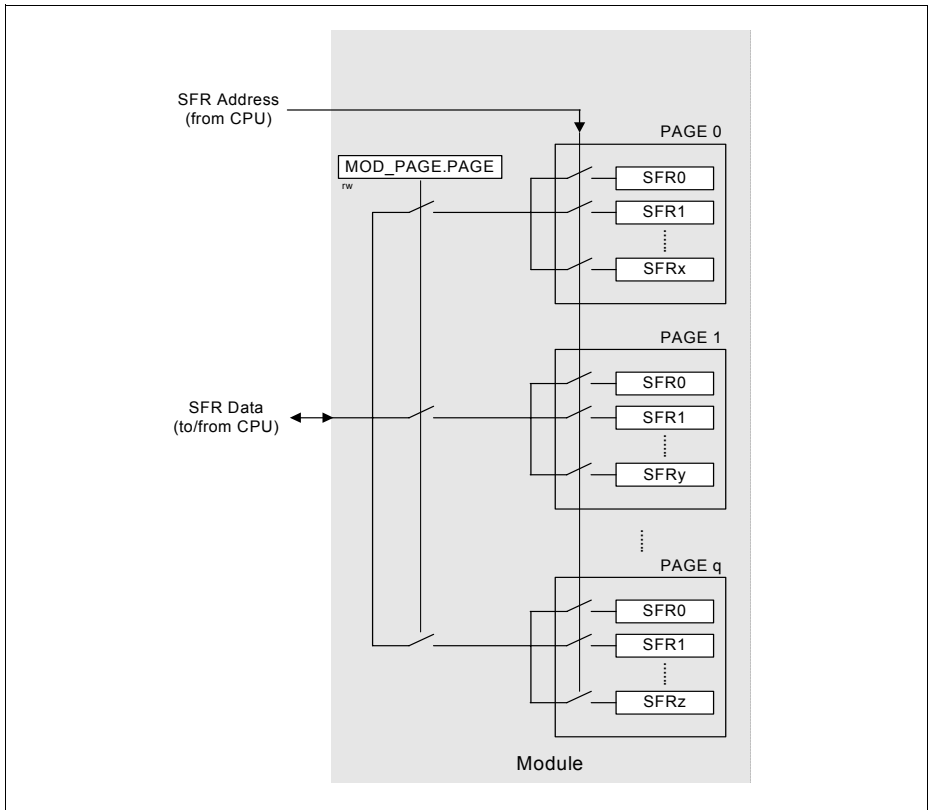 SFR Address
(from CPU)
PAGE 0
MOD_PAGE.PAGE
rw
SFR0
SFR1
SFRx
PAGE 1
SFR0
SFR1
SFRy
SFR Data
(to/from CPU)
PAGE q
SFR0
SFR1
SFRz
Module